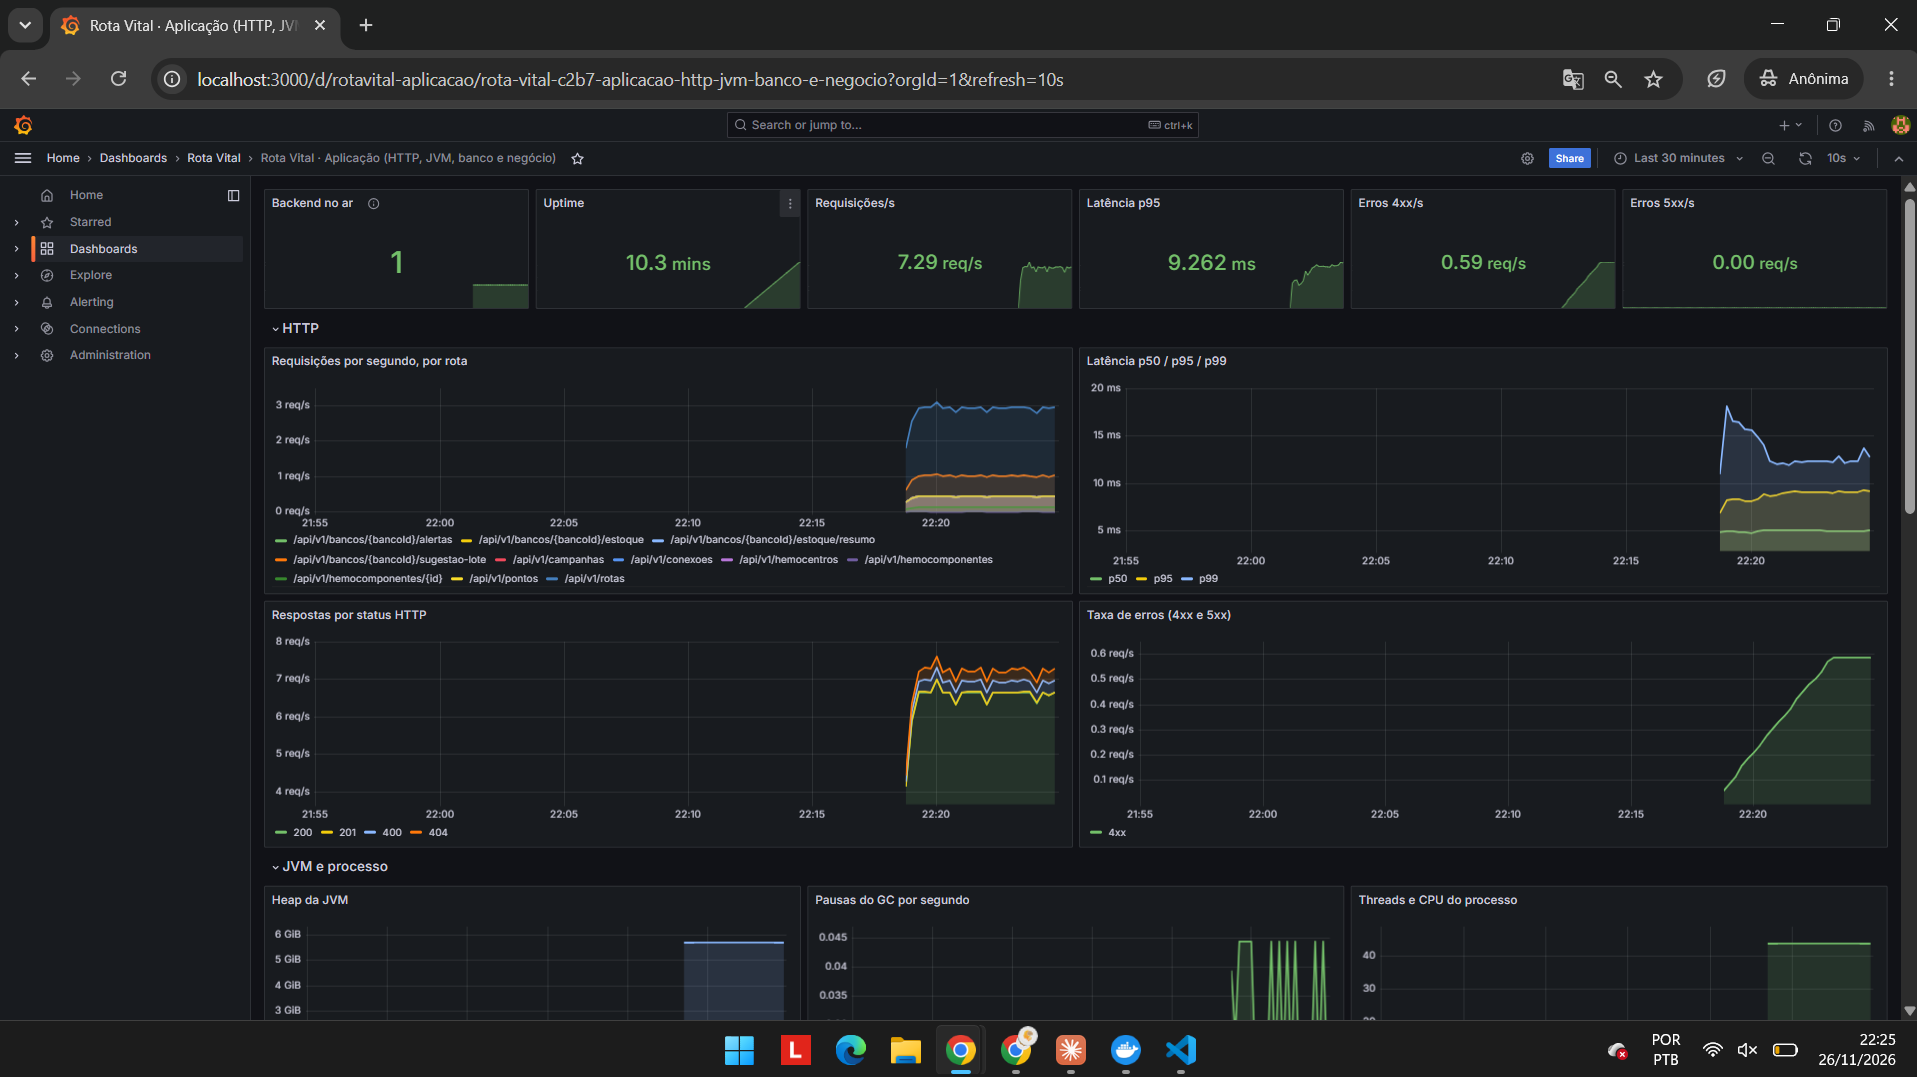 Rota Vital · Aplicação (HTTP, JVM
localhost:3000/d/rotavital-aplicacao/rota-vital-c2b7-aplicacao-http-jvm-banco-e-negocio?orgId=1&refresh=10s
Anônima
Search or jump to...
ctrl+k
Home › Dashboards › Rota Vital › Rota Vital · Aplicação (HTTP, JVM, banco e negócio)
Share
Last 30 minutes
10s
Home
Starred
Dashboards
Explore
Alerting
Connections
Administration
Backend no ar
1
Uptime
10.3 mins
Requisições/s
7.29 req/s
Latência p95
9.262 ms
Erros 4xx/s
0.59 req/s
Erros 5xx/s
0.00 req/s
HTTP
Requisições por segundo, por rota
3 req/s
2 req/s
1 req/s
0 req/s
21:55 22:00 22:05 22:10 22:15 22:20
/api/v1/bancos/{bancoId}/alertas /api/v1/bancos/{bancoId}/estoque /api/v1/bancos/{bancoId}/estoque/resumo
/api/v1/bancos/{bancoId}/sugestao-lote /api/v1/campanhas /api/v1/conexoes /api/v1/hemocentros /api/v1/hemocomponentes
/api/v1/hemocomponentes/{id} /api/v1/pontos /api/v1/rotas
Latência p50 / p95 / p99
20 ms
15 ms
10 ms
5 ms
21:55 22:00 22:05 22:10 22:15 22:20
p50 p95 p99
Respostas por status HTTP
8 req/s
7 req/s
6 req/s
5 req/s
4 req/s
21:55 22:00 22:05 22:10 22:15 22:20
200 201 400 404
Taxa de erros (4xx e 5xx)
0.6 req/s
0.5 req/s
0.4 req/s
0.3 req/s
0.2 req/s
0.1 req/s
21:55 22:00 22:05 22:10 22:15 22:20
4xx
JVM e processo
Heap da JVM
6 GiB
5 GiB
4 GiB
3 GiB
Pausas do GC por segundo
0.045
0.04
0.035
Threads e CPU do processo
40
30
L
POR
PTB
22:25
26/11/2026